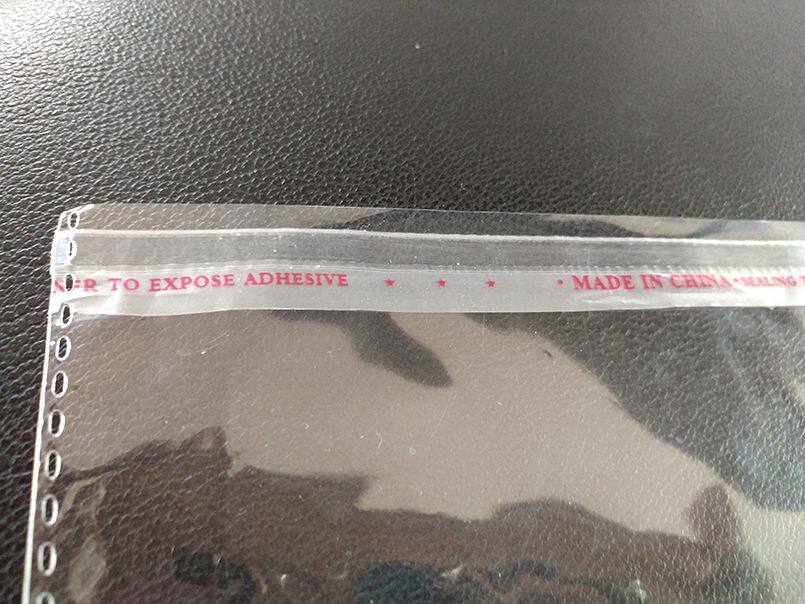 TO EXPOSE ADHESIVE ★ ★ ★ • MADE IN CHINA • SEALING